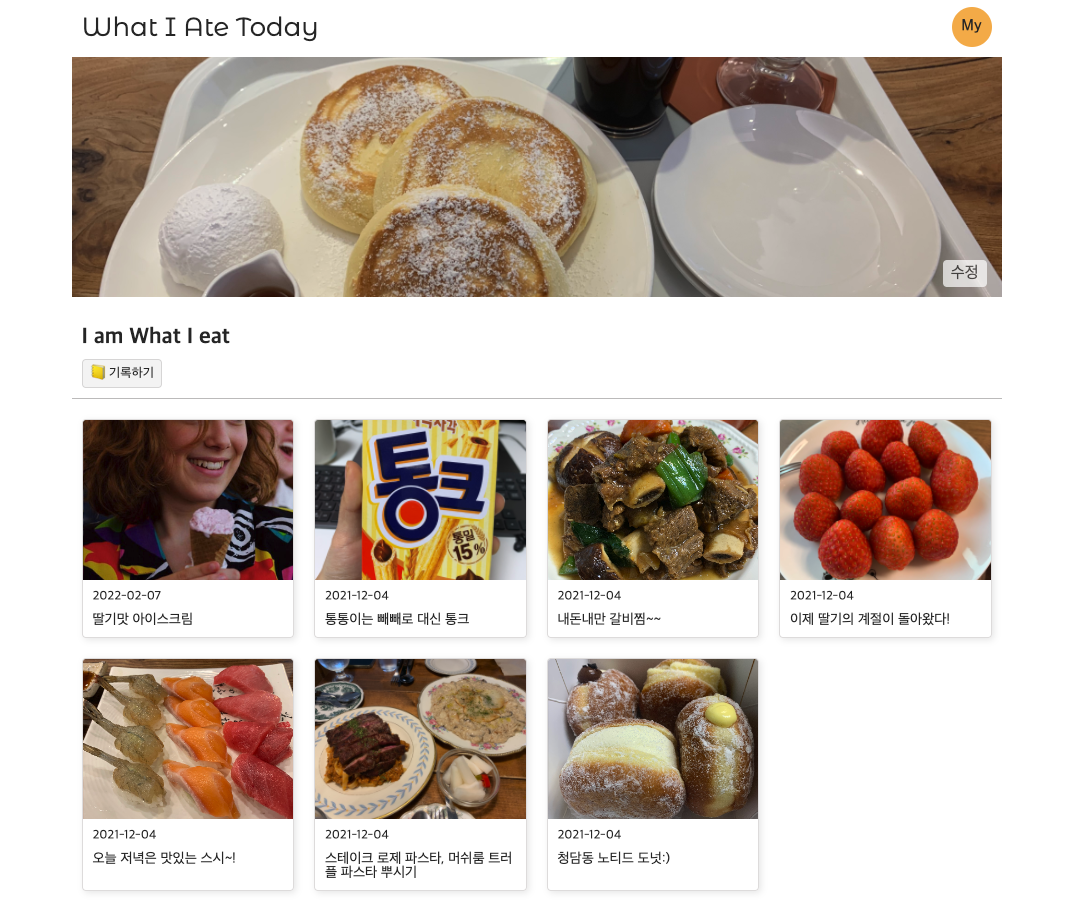 What I Ate Today
My
수정
I am What I eat
기록하기
통크
통밀
15%
2022-02-07
딸기맛 아이스크림
2021-12-04
통통이는 빼빼로 대신 통크
2021-12-04
내돈내만 갈비찜~~
2021-12-04
이제 딸기의 계절이 돌아왔다!
2021-12-04
오늘 저녁은 맛있는 스시~!
2021-12-04
스테이크 로제 파스타, 머쉬룸 트러
플 파스타 뿌시기
2021-12-04
청담동 노티드 도넛:)